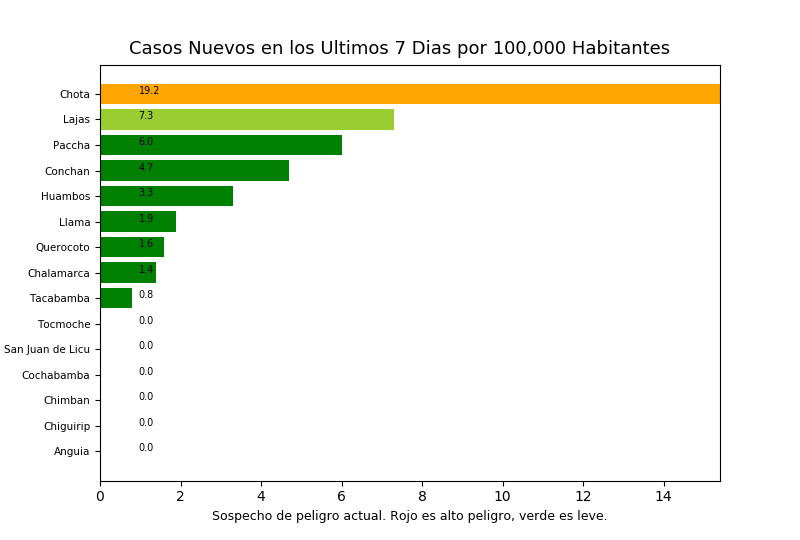 Casos Nuevos en los Ultimos 7 Dias por 100,000 Habitantes
Chota 19.2
Lajas 7.3
Paccha 6.0
Conchan 4.7
Huambos 3.3
Llama 1.9
Querocoto 1.6
Chalamarca 1.4
Tacabamba 0.8
Tocmoche 0.0
San Juan de Licu 0.0
Cochabamba 0.0
Chimban 0.0
Chiguirip 0.0
Anguia 0.0
0 2 4 6 8 10 12 14
Sospecho de peligro actual. Rojo es alto peligro, verde es leve.